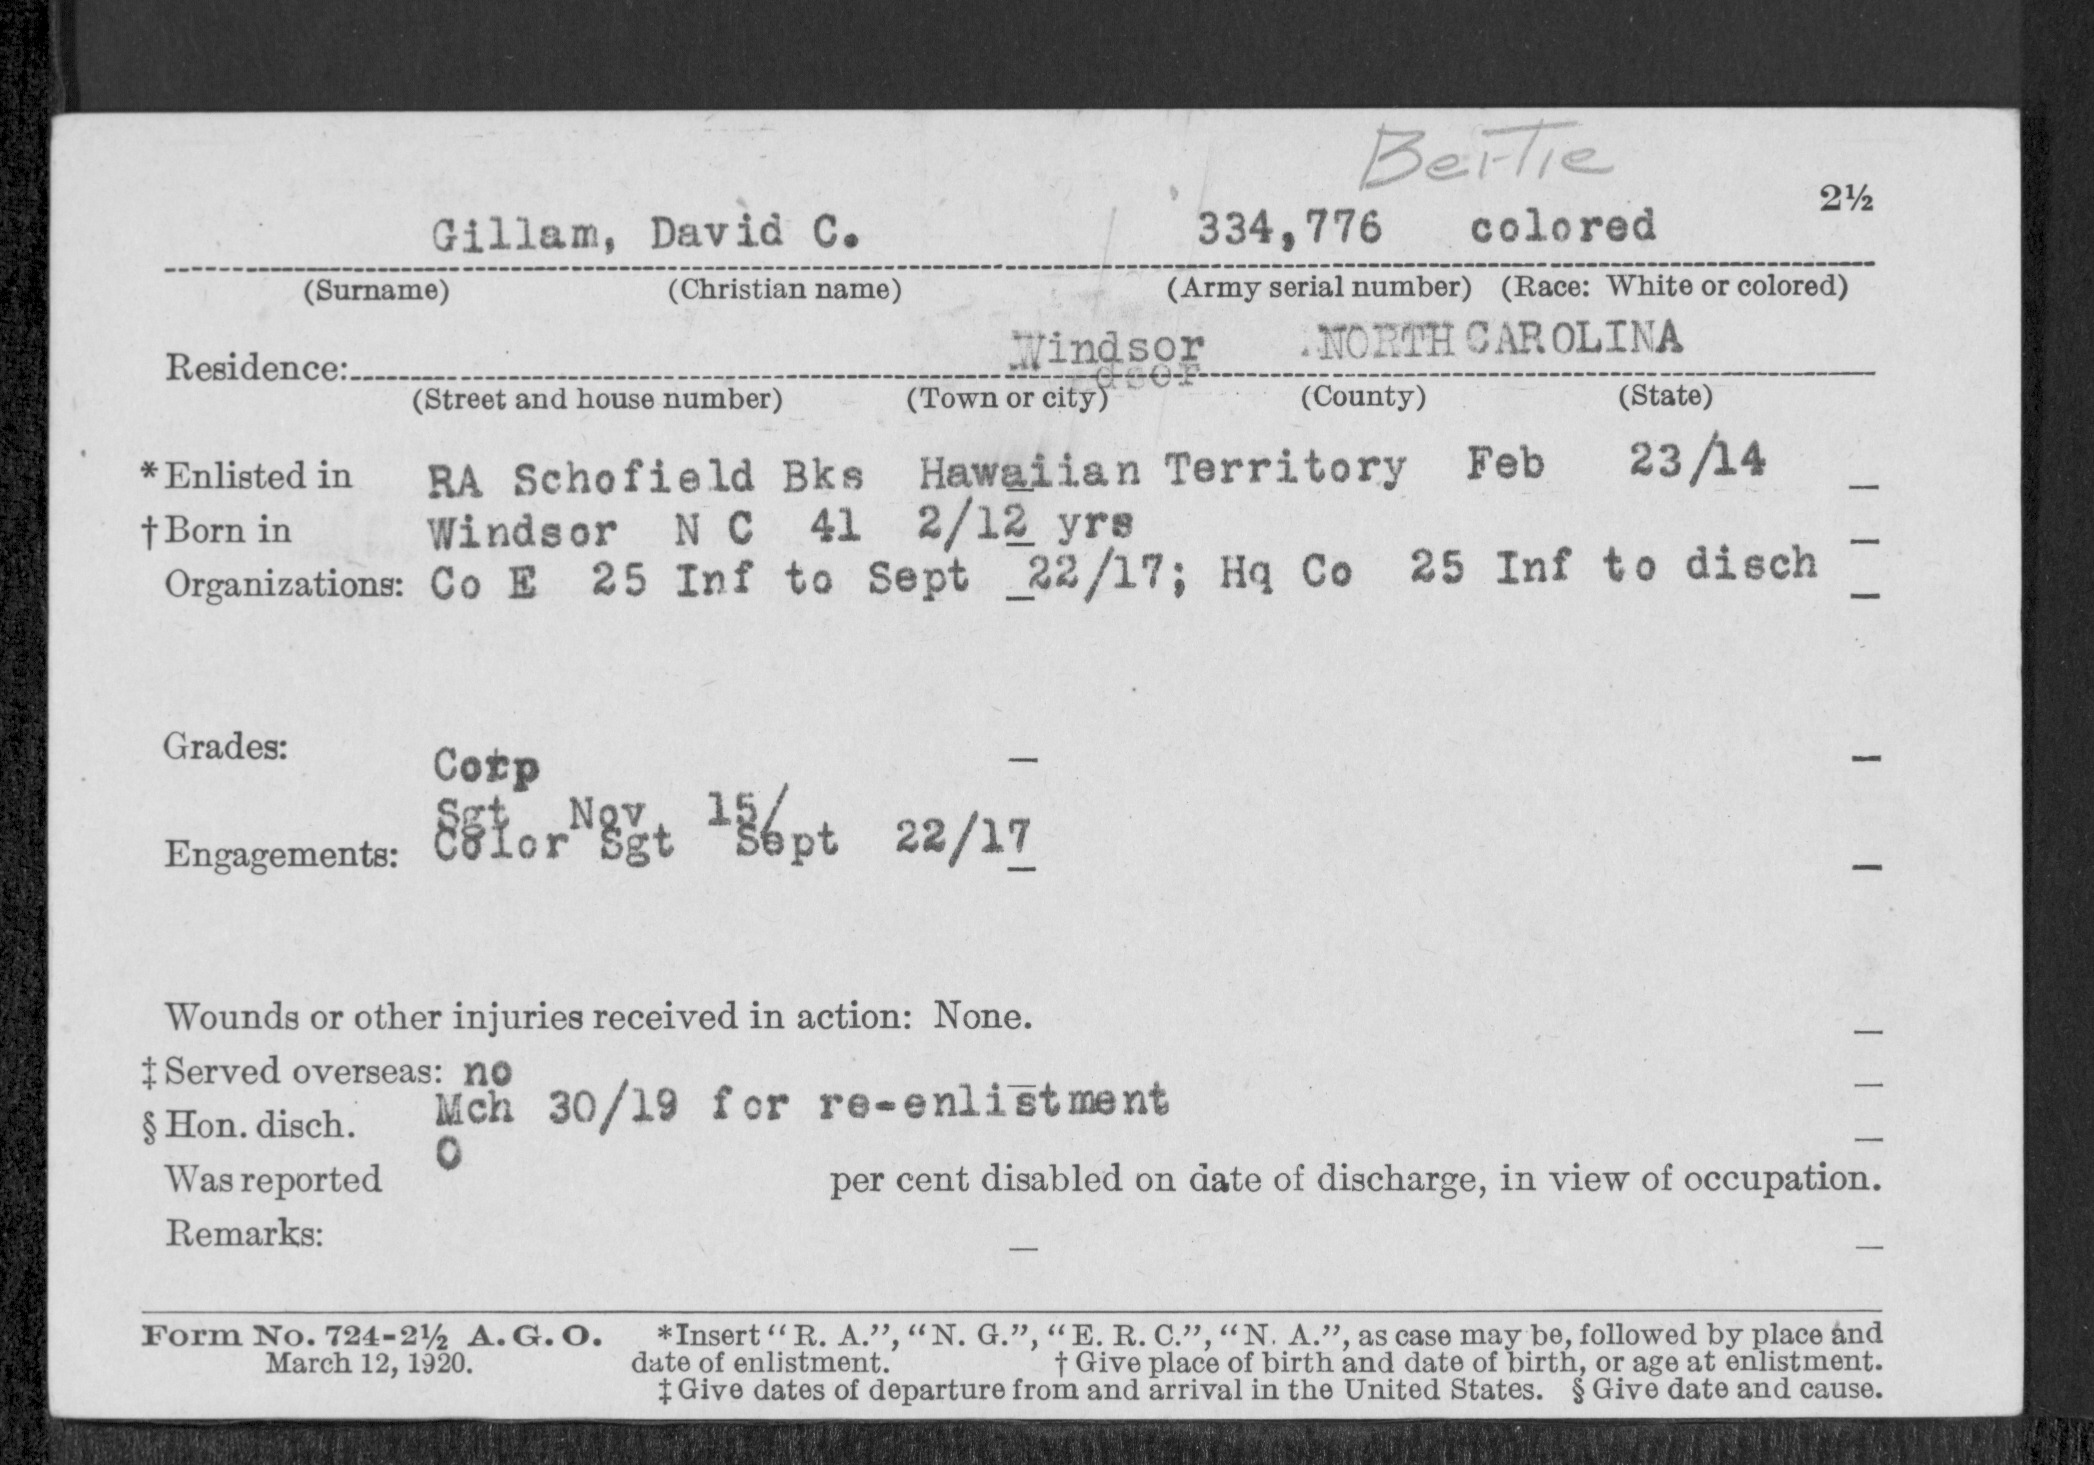 Bertie
2½
Gillam, David C. 334,776 colored
(Surname) (Christian name) (Army serial number) (Race: White or colored)
Residence: Windsor NORTH CAROLINA
dsor
(Street and house number) (Town or city) (County) (State)
*Enlisted in RA Schofield Bks Hawaiian Territory Feb 23/14
†Born in Windsor N C 41 2/12 yrs
Organizations: Co E 25 Inf to Sept 22/17; Hq Co 25 Inf to disch
Grades: Corp
Sgt Nov 15/
Engagements: Color Sgt Sept 22/17
Wounds or other injuries received in action: None.
‡Served overseas: no
§Hon. disch. Mch 30/19 for re-enlistment
Was reported 0 per cent disabled on date of discharge, in view of occupation.
Remarks:
Form No. 724-2½ A. G. O. *Insert "R. A.", "N. G.", "E. R. C.", "N. A.", as case may be, followed by place and
March 12, 1920. date of enlistment. †Give place of birth and date of birth, or age at enlistment.
‡Give dates of departure from and arrival in the United States. §Give date and cause.